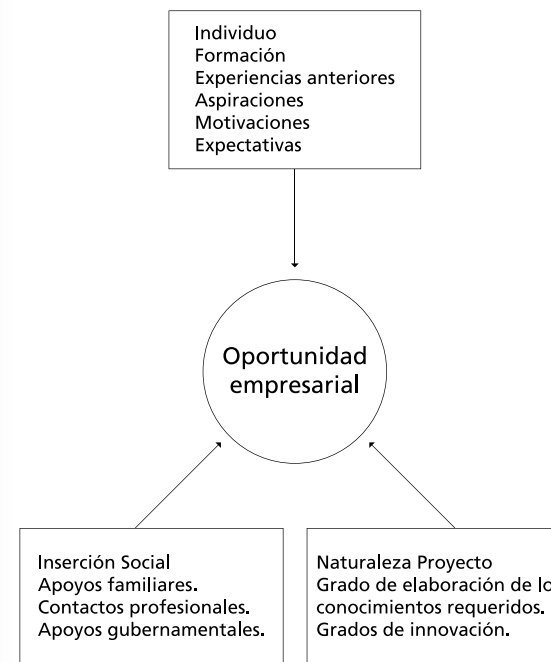 Individuo
Formación
Experiencias anteriores
Aspiraciones
Motivaciones
Expectativas
Oportunidad
empresarial
Inserción Social
Apoyos familiares.
Contactos profesionales.
Apoyos gubernamentales.
Naturaleza Proyecto
Grado de elaboración de lo
conocimientos requeridos.
Grados de innovación.